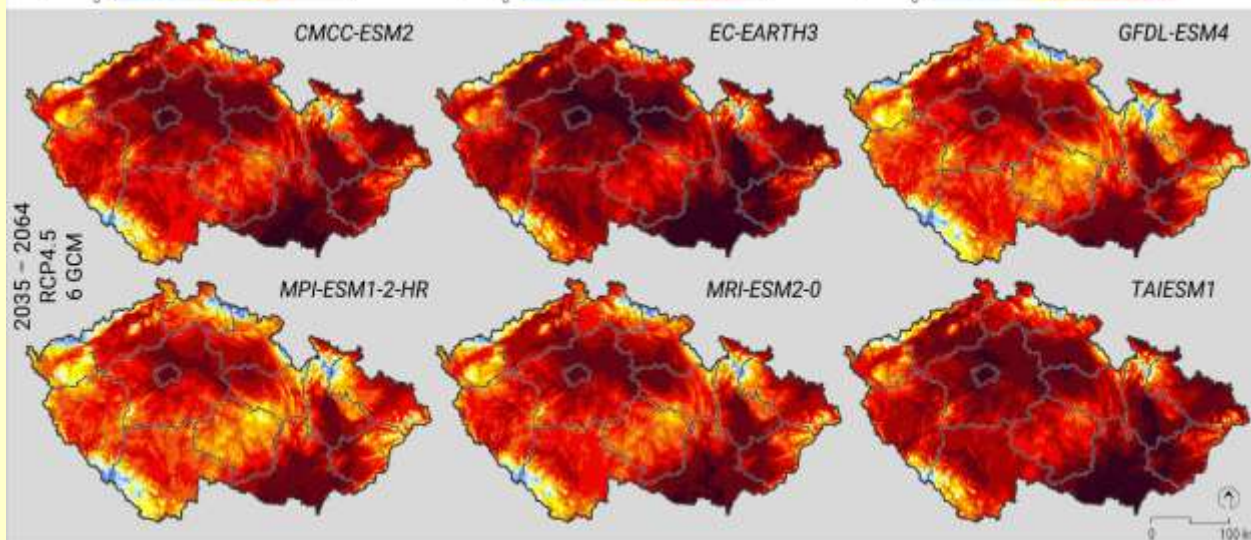 CMCC-ESM2
EC-EARTH3
GFDL-ESM4
2035 – 2064
RCP4.5
6 GCM
MPI-ESM1-2-HR
MRI-ESM2-0
TAIESM1
0 100